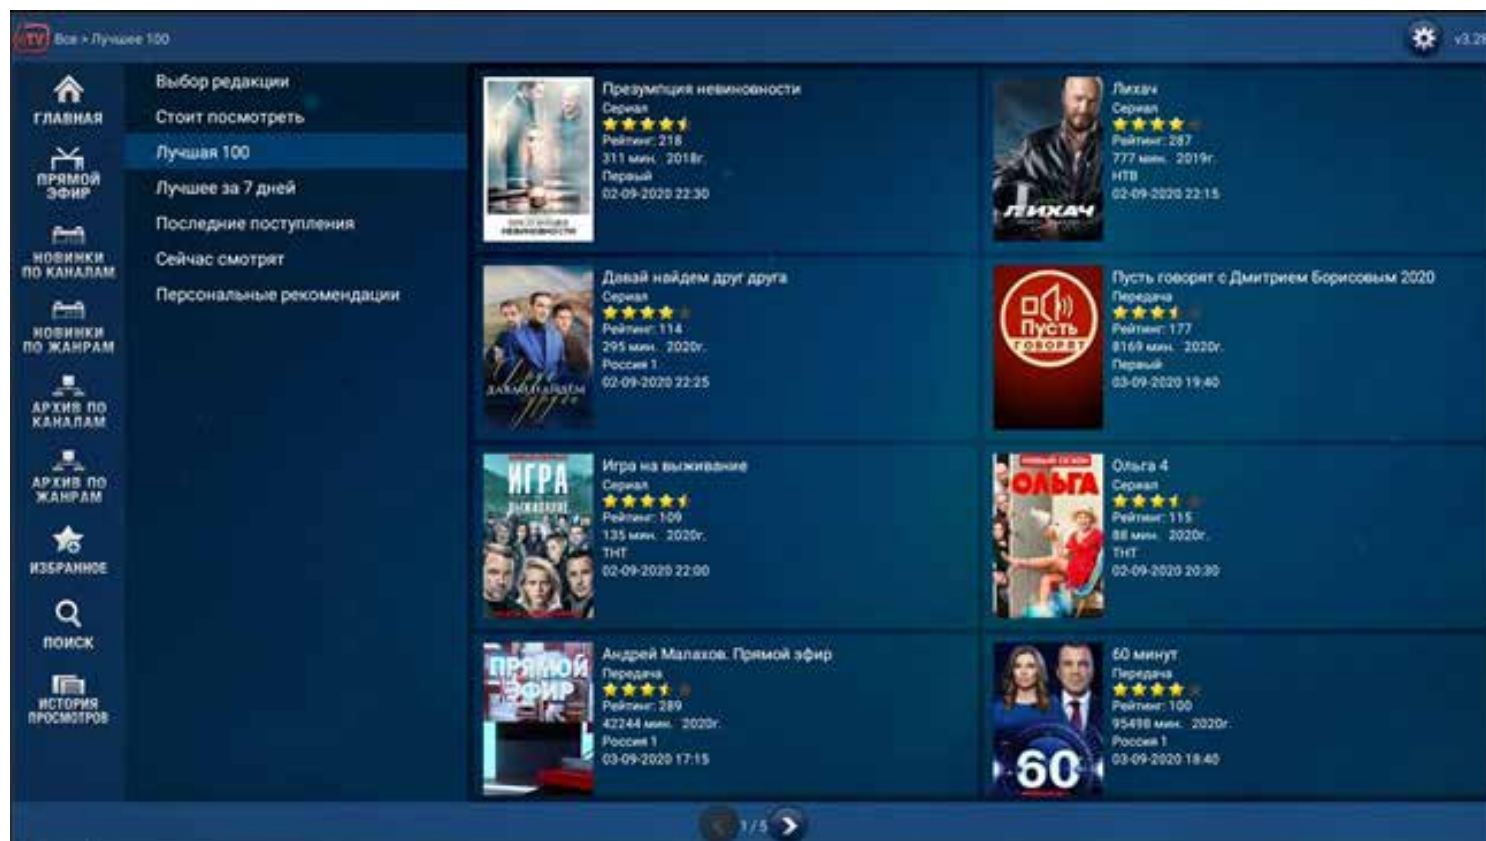 TV
Все > Лучшее 100
v3.28
ГЛАВНАЯ
ПРЯМОЙ
ЭФИР
НОВИНКИ
ПО КАНАЛАМ
НОВИНКИ
ПО ЖАНРАМ
АРХИВ ПО
КАНАЛАМ
АРХИВ ПО
ЖАНРАМ
ИЗБРАННОЕ
ПОИСК
ИСТОРИЯ
ПРОСМОТРОВ
Выбор редакции
Стоит посмотреть
Лучшая 100
Лучшее за 7 дней
Последние поступления
Сейчас смотрят
Персональные рекомендации
НЕВИНОВНОСТИ
Презумпция невиновности
Сериал
Рейтинг: 218
311 мин. 2018г.
Первый
02-09-2020 22:30
ЛИХАЧ
Лихач
Сериал
Рейтинг: 287
777 мин. 2019г.
НТВ
02-09-2020 22:15
ДАВАЙ НАЙДЕМ
друг
друга
Давай найдем друг друга
Сериал
Рейтинг: 114
295 мин. 2020г.
Россия 1
02-09-2020 22:25
Пусть
ГОВОРЯТ
Пусть говорят с Дмитрием Борисовым 2020
Передача
Рейтинг: 177
8169 мин. 2020г.
Первый
03-09-2020 19:40
ИГРА
ВЫЖИВАНИЕ
Игра на выживание
Сериал
Рейтинг: 109
135 мин. 2020г.
ТНТ
02-09-2020 22:00
НОВЫЙ СЕЗОН
ОЛЬГА
Ольга 4
Сериал
Рейтинг: 115
88 мин. 2020г.
ТНТ
02-09-2020 20:30
ПРЯМОЙ
ЭФИР
Андрей Малахов. Прямой эфир
Передача
Рейтинг: 289
42244 мин. 2020г.
Россия 1
03-09-2020 17:15
60
60 минут
Передача
Рейтинг: 100
95498 мин. 2020г.
Россия 1
03-09-2020 18:40
1 / 5